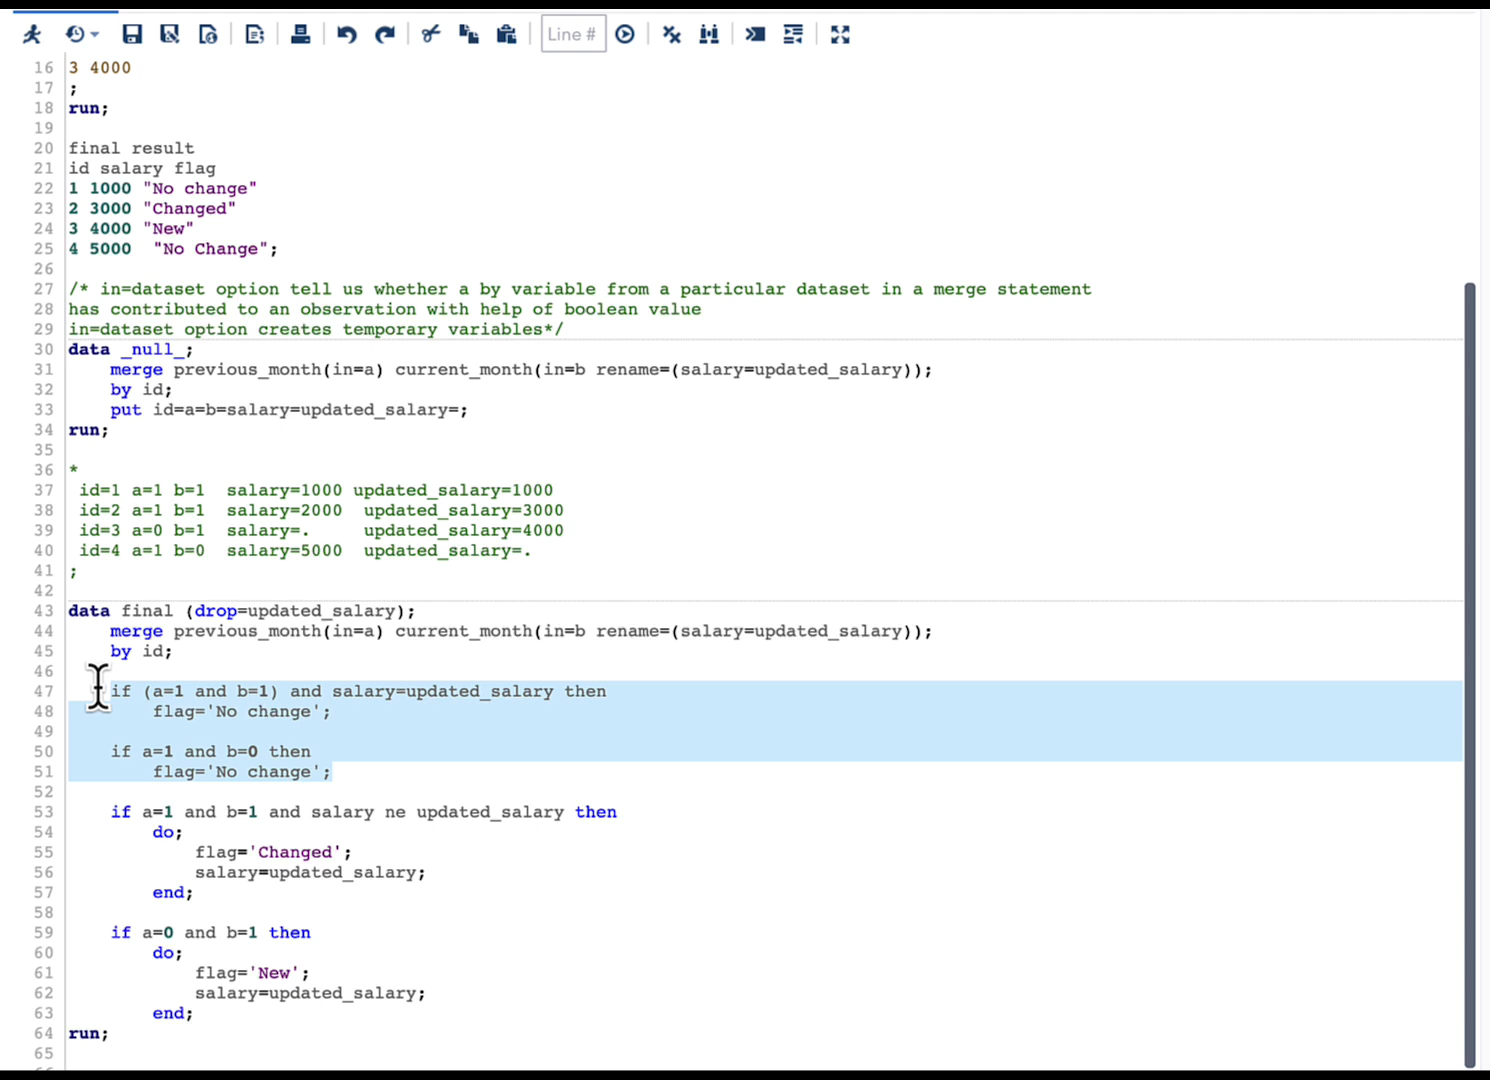 Line #
16 3 4000
17 ;
18 run;
19
20 final result
21 id salary flag
22 1 1000 "No change"
23 2 3000 "Changed"
24 3 4000 "New"
25 4 5000  "No Change";
26
27 /* in=dataset option tell us whether a by variable from a particular dataset in a merge statement
28 has contributed to an observation with help of boolean value
29 in=dataset option creates temporary variables*/
30 data _null_;
31     merge previous_month(in=a) current_month(in=b rename=(salary=updated_salary));
32     by id;
33     put id=a=b=salary=updated_salary=;
34 run;
35
36 *
37  id=1 a=1 b=1  salary=1000 updated_salary=1000
38  id=2 a=1 b=1  salary=2000  updated_salary=3000
39  id=3 a=0 b=1  salary=.     updated_salary=4000
40  id=4 a=1 b=0  salary=5000  updated_salary=.
41 ;
42
43 data final (drop=updated_salary);
44     merge previous_month(in=a) current_month(in=b rename=(salary=updated_salary));
45     by id;
46
47     if (a=1 and b=1) and salary=updated_salary then
48         flag='No change';
49
50     if a=1 and b=0 then
51         flag='No change';
52
53     if a=1 and b=1 and salary ne updated_salary then
54         do;
55             flag='Changed';
56             salary=updated_salary;
57         end;
58
59     if a=0 and b=1 then
60         do;
61             flag='New';
62             salary=updated_salary;
63         end;
64 run;
65